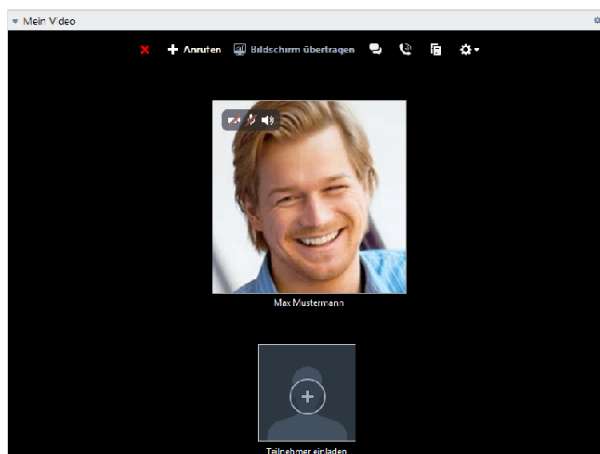 Mein Video
Anrufen Bildschirm übertragen
Max Mustermann
Teilnehmer einladen